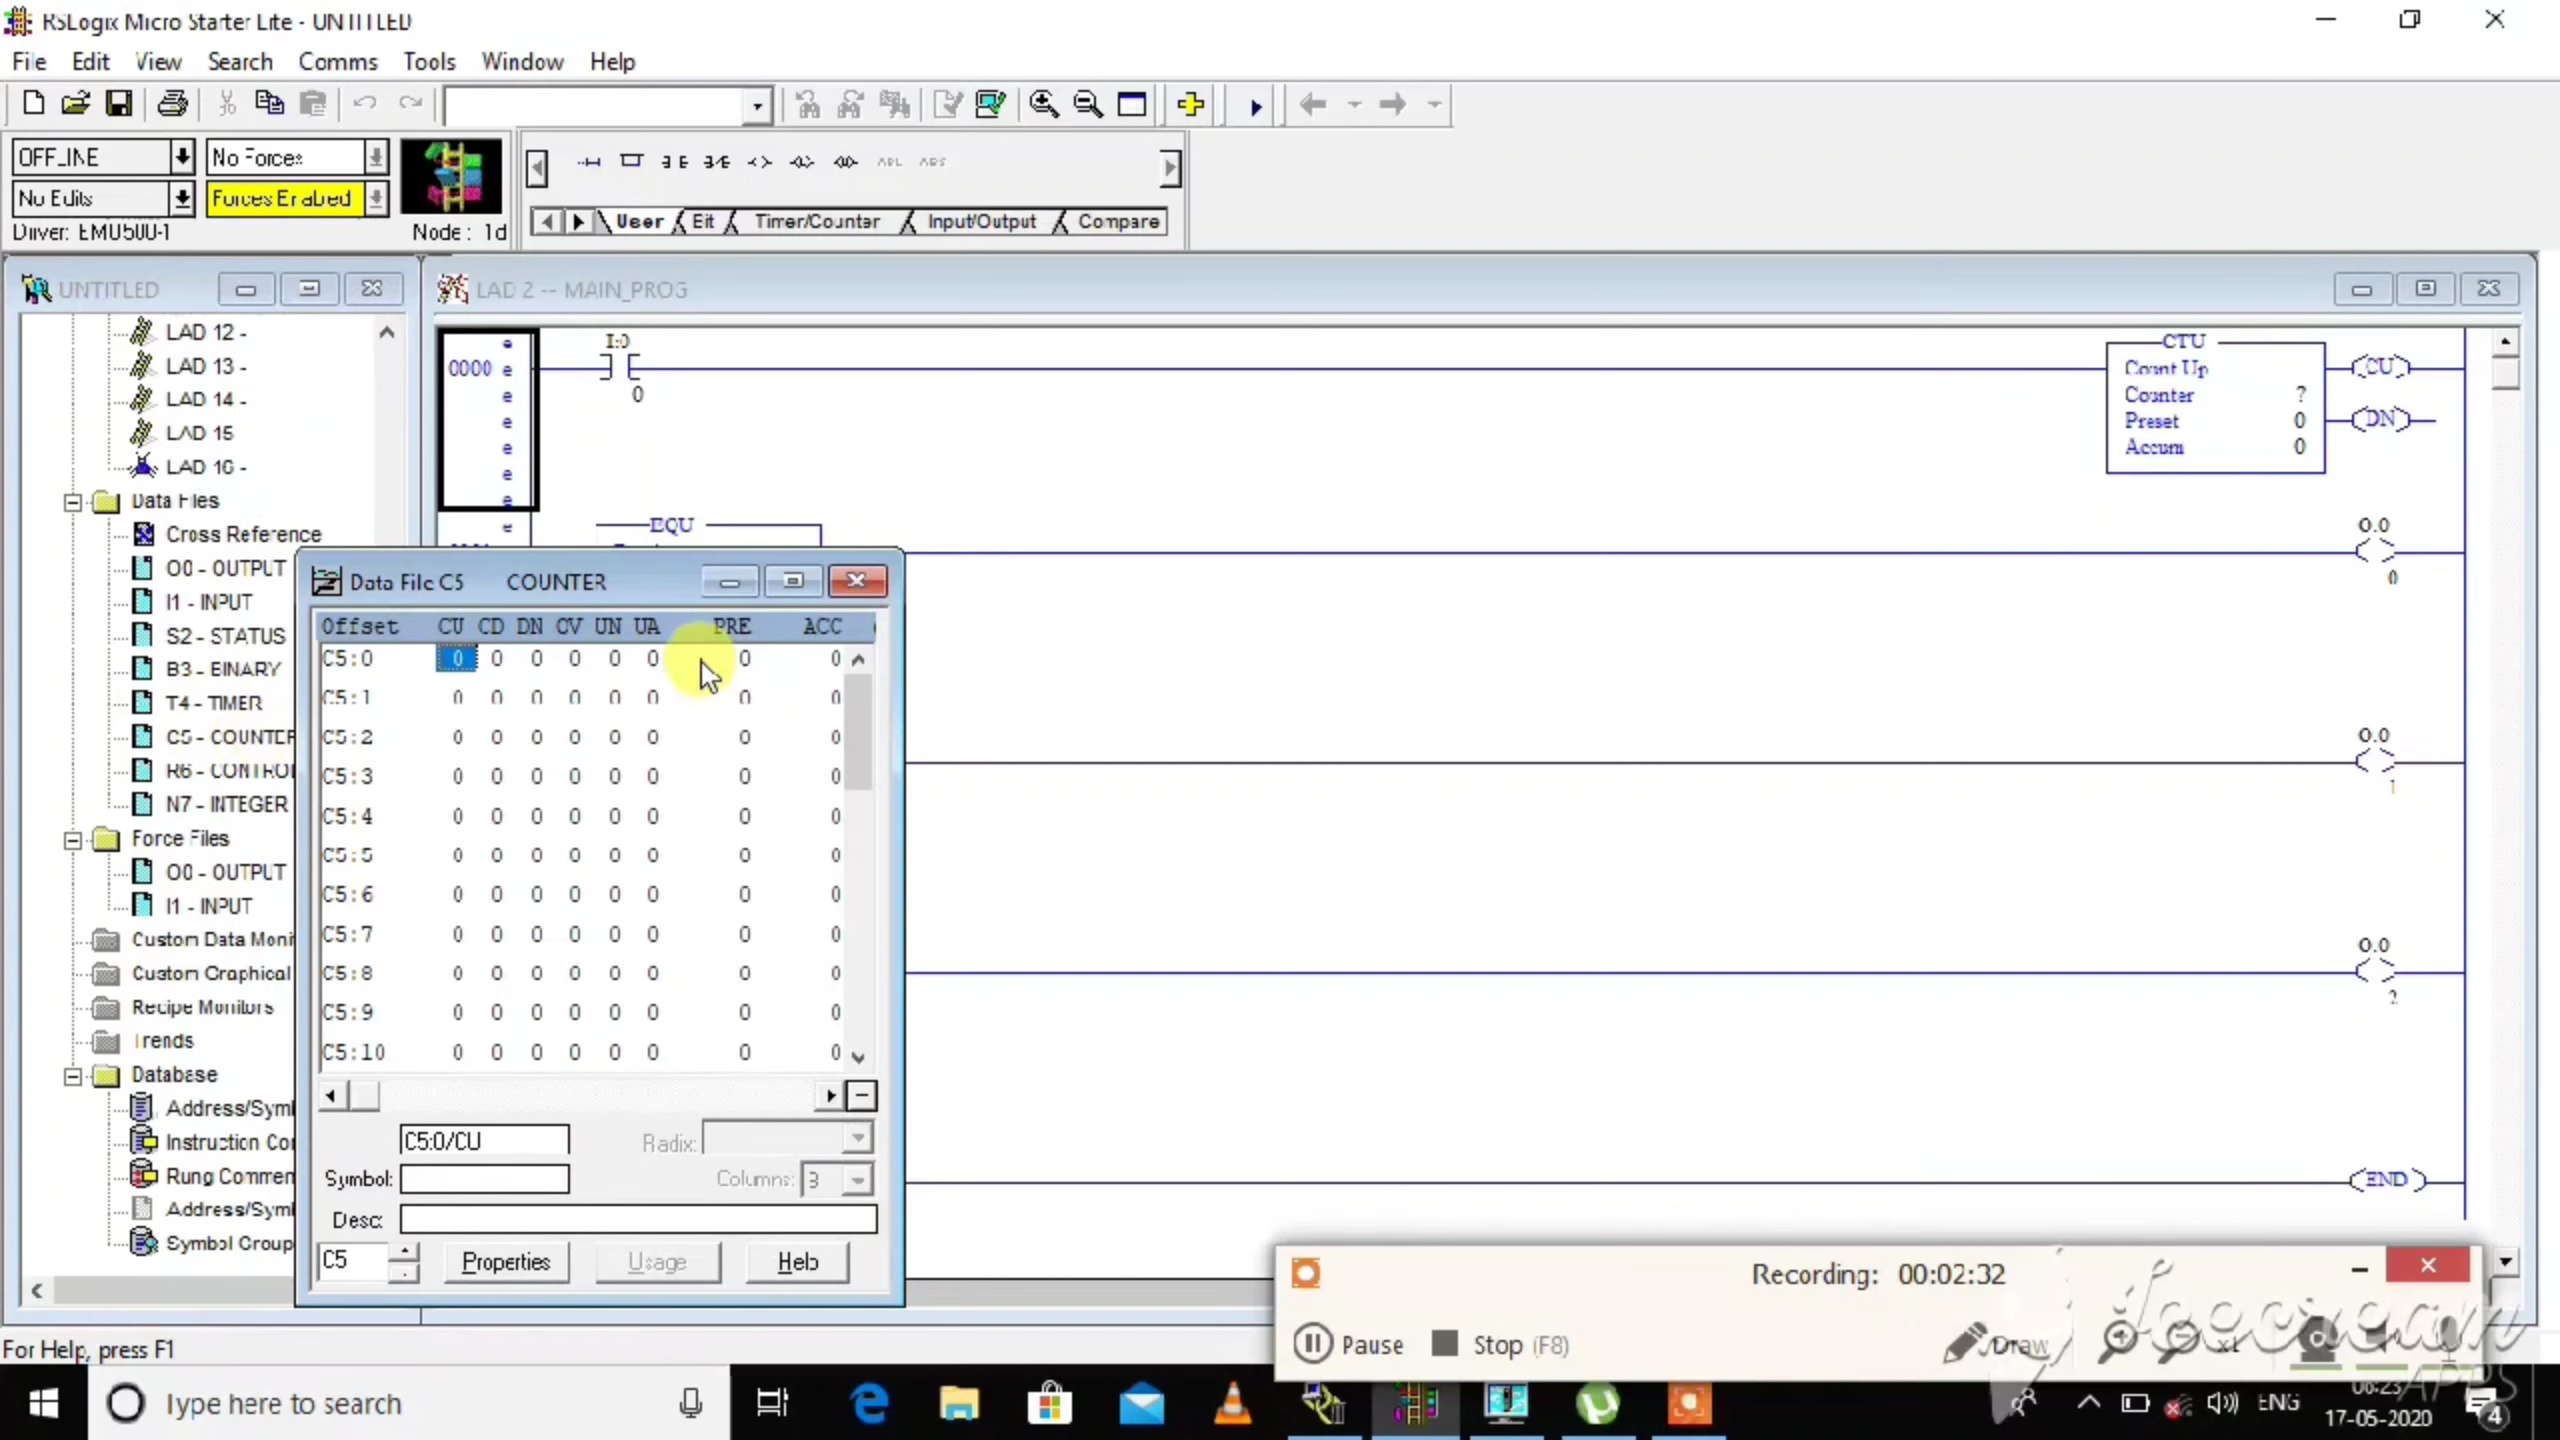 RSLogix Micro Starter Lite - UNTITLED
File Edit View Search Comms Tools Window Help
OFFLINE No Forces
No Edits Forces Enabled
Driver: EMU500-1 Node: 1d
User Bit Timer/Counter Input/Output Compare
UNTITLED
LAD 12 -
LAD 13 -
LAD 14 -
LAD 15
LAD 16 -
Data Files
Cross Reference
O0 - OUTPUT
I1 - INPUT
S2 - STATUS
B3 - BINARY
T4 - TIMER
C5 - COUNTER
R6 - CONTROL
N7 - INTEGER
Force Files
O0 - OUTPUT
I1 - INPUT
Custom Data Moni
Custom Graphical
Recipe Monitors
Trends
Database
Address/Symb
Instruction Co
Rung Commen
Address/Symb
Symbol Group
LAD 2 -- MAIN_PROG
0000
e
e
e
e
e
e
e
e
I:0
0
CTU
Count Up
Counter ?
Preset 0
Accum 0
CU
DN
EQU
O:0
0
O:0
1
O:0
2
END
Data File C5 COUNTER
Offset CU CD DN OV UN UA PRE ACC
C5:0 0 0 0 0 0 0 0 0
C5:1 0 0 0 0 0 0 0 0
C5:2 0 0 0 0 0 0 0 0
C5:3 0 0 0 0 0 0 0 0
C5:4 0 0 0 0 0 0 0 0
C5:5 0 0 0 0 0 0 0 0
C5:6 0 0 0 0 0 0 0 0
C5:7 0 0 0 0 0 0 0 0
C5:8 0 0 0 0 0 0 0 0
C5:9 0 0 0 0 0 0 0 0
C5:10 0 0 0 0 0 0 0 0
C5:0/CU Radix:
Symbol: Columns: 3
Desc:
C5 Properties Usage Help
Recording: 00:02:32
Pause Stop (F8) Draw x1
Icecream
APPS
For Help, press F1
Type here to search
ENG
06:23
17-05-2020
4